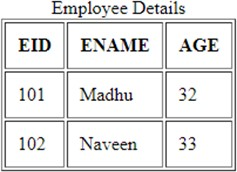 Employee Details
EID ENAME AGE
101 Madhu 32
102 Naveen 33